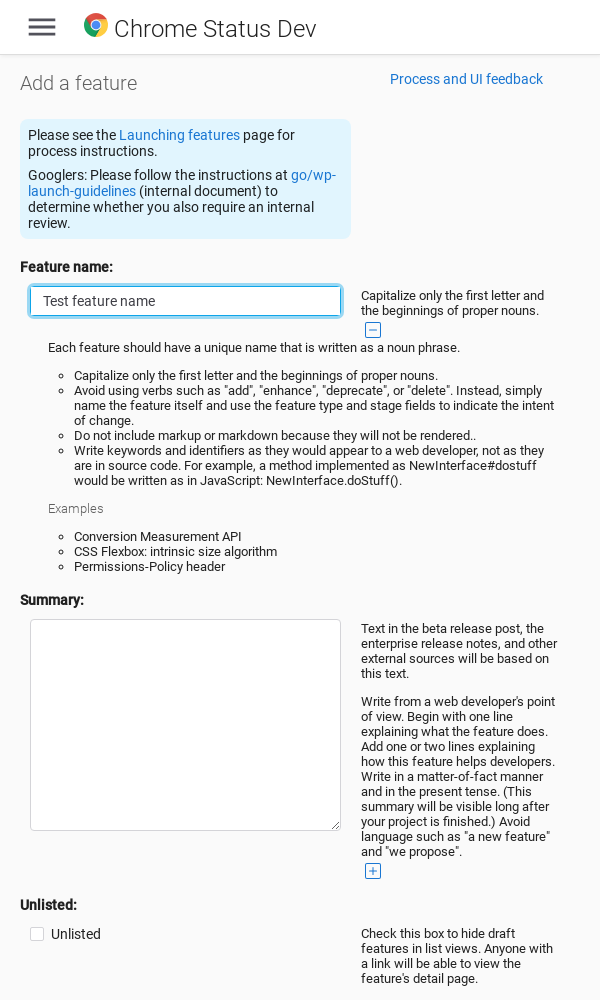 Chrome Status Dev
Add a feature
Process and UI feedback
Please see the Launching features page for
process instructions.
Googlers: Please follow the instructions at go/wp-
launch-guidelines (internal document) to
determine whether you also require an internal
review.
Feature name:
Test feature name
Capitalize only the first letter and
the beginnings of proper nouns.
Each feature should have a unique name that is written as a noun phrase.
Capitalize only the first letter and the beginnings of proper nouns.
Avoid using verbs such as "add", "enhance", "deprecate", or "delete". Instead, simply
name the feature itself and use the feature type and stage fields to indicate the intent
of change.
Do not include markup or markdown because they will not be rendered..
Write keywords and identifiers as they would appear to a web developer, not as they
are in source code. For example, a method implemented as NewInterface#dostuff
would be written as in JavaScript: NewInterface.doStuff().
Examples
Conversion Measurement API
CSS Flexbox: intrinsic size algorithm
Permissions-Policy header
Summary:
Text in the beta release post, the
enterprise release notes, and other
external sources will be based on
this text.
Write from a web developer's point
of view. Begin with one line
explaining what the feature does.
Add one or two lines explaining
how this feature helps developers.
Write in a matter-of-fact manner
and in the present tense. (This
summary will be visible long after
your project is finished.) Avoid
language such as "a new feature"
and "we propose".
Unlisted:
Unlisted
Check this box to hide draft
features in list views. Anyone with
a link will be able to view the
feature's detail page.